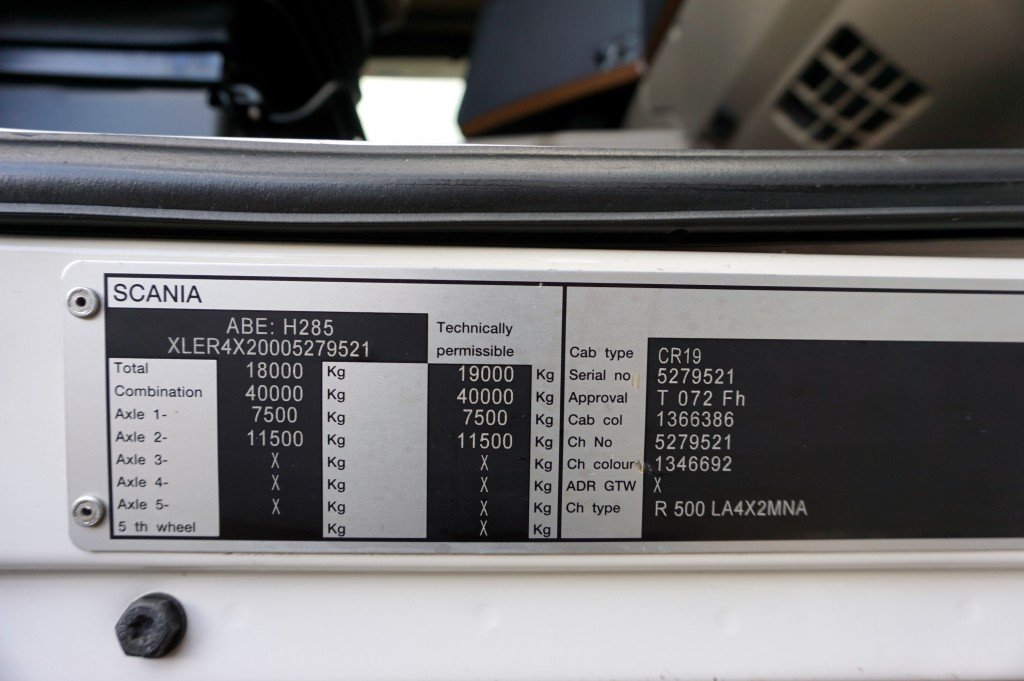 SCANIA
ABE: H285
XLER4X20005279521
Technically
permissible
Total 18000 Kg 19000 Kg
Combination 40000 Kg 40000 Kg
Axle 1- 7500 Kg 7500 Kg
Axle 2- 11500 Kg 11500 Kg
Axle 3- X Kg X Kg
Axle 4- X Kg X Kg
Axle 5- X Kg X Kg
5 th wheel Kg X Kg
Cab type CR19
Serial no 5279521
Approval T 072 Fh
Cab col 1366386
Ch No 5279521
Ch colour 1346692
ADR GTW X
Ch type R 500 LA4X2MNA